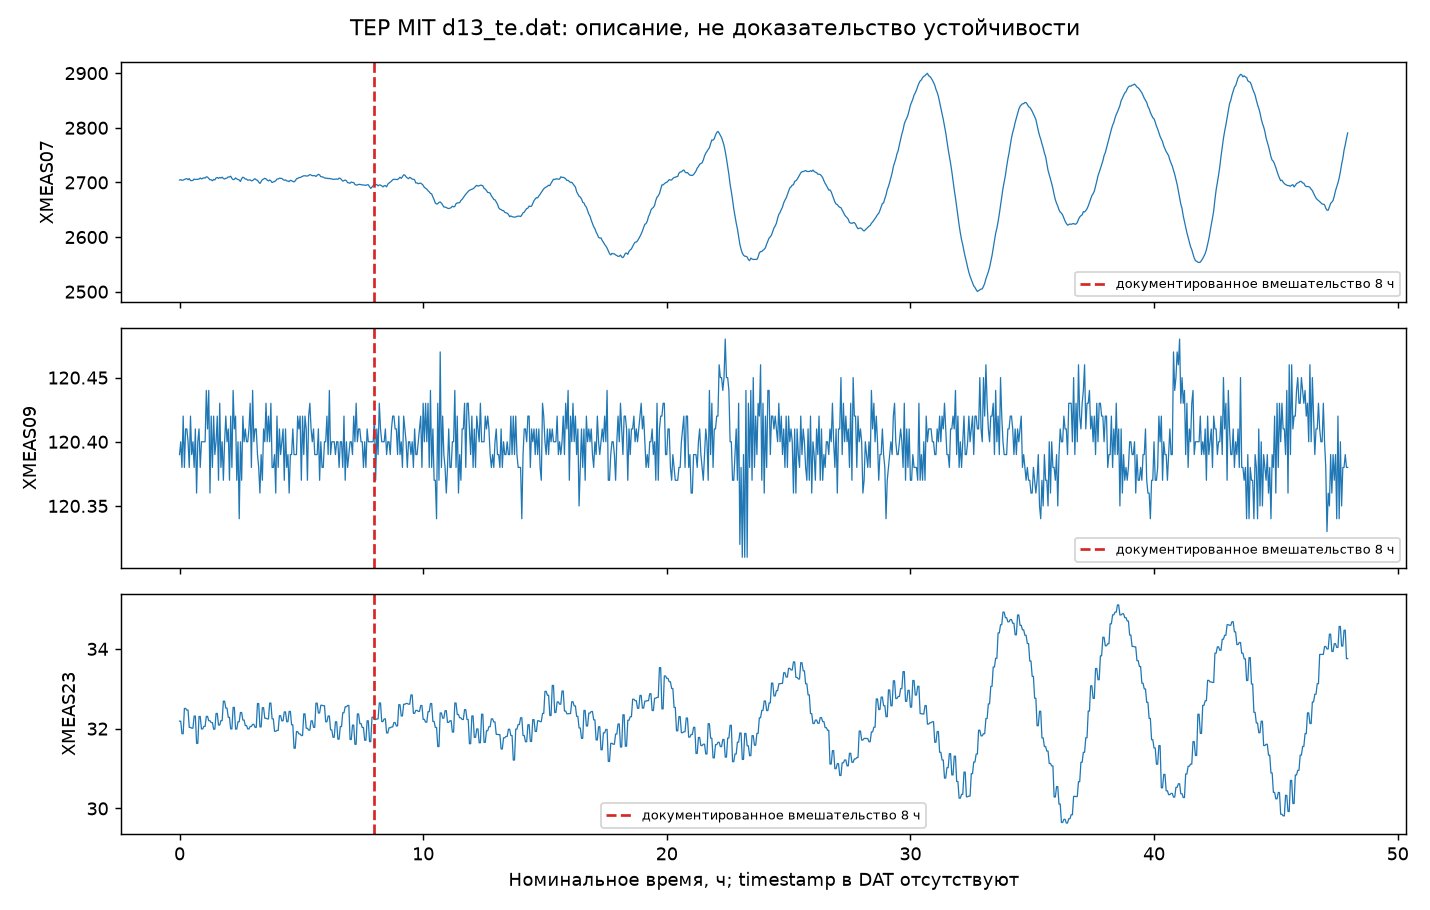 TEP MIT d13_te.dat: описание, не доказательство устойчивости
XMEAS07
2900
2800
2700
2600
2500
документированное вмешательство 8 ч
XMEAS09
120.45
120.40
120.35
документированное вмешательство 8 ч
XMEAS23
34
32
30
документированное вмешательство 8 ч
0 10 20 30 40 50
Номинальное время, ч; timestamp в DAT отсутствуют